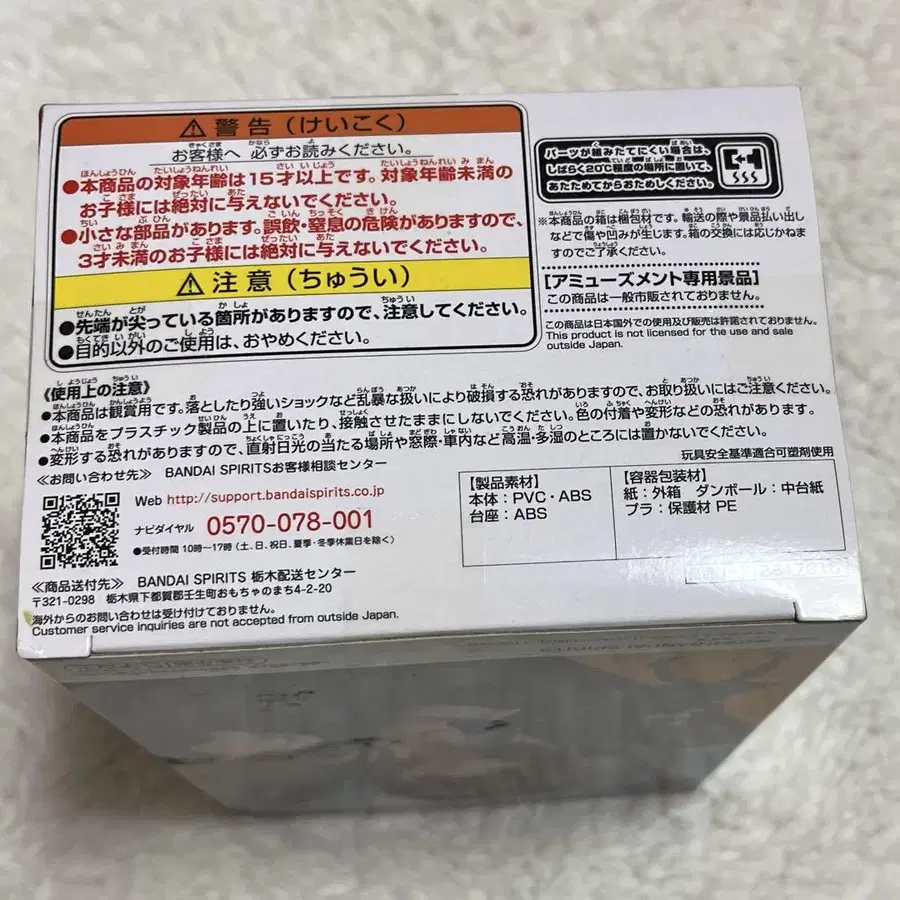 警告（けいこく）
お客様へ 必ずお読みください。
●本商品の対象年齢は15才以上です。対象年齢未満の
お子様には絶対に与えないでください。
●小さな部品があります。誤飲・窒息の危険がありますので、
3才未満のお子様には絶対に与えないでください。
注意（ちゅうい）
●先端が尖っている箇所がありますので、注意してください。
●目的以外のご使用は、おやめください。
パーツが組みたてにくい場合は、
しばらく20℃程度の場所に置いて、
あたためてからおためしください。
※本商品の箱は梱包材です。輸送の際や景品払い出し
などで傷や凹みが生じます。箱の交換には応じかねま
すのでご了承ください。
【アミューズメント専用景品】
この商品は一般市販されておりません。
この商品は日本国外での使用及び販売は許諾されておりません。
This product is not licensed for the use and sale
outside Japan.
《使用上の注意》
●本商品は観賞用です。落としたり強いショックなど乱暴な扱いにより破損する恐れがありますので、お取り扱いにはご注意ください。
●本商品をプラスチック製品の上に置いたり、接触させたままにしないでください。色の付着や変形などの恐れがあります。
●変形する恐れがありますので、直射日光の当たる場所や窓際・車内など高温・多湿のところには置かないでください。
≪お問い合わせ先≫ BANDAI SPIRITSお客様相談センター
Web http://support.bandaispirits.co.jp
ナビダイヤル 0570-078-001
●受付時間 10時〜17時（土、日、祝日、夏季・冬季休業日を除く）
≪商品送付先≫ BANDAI SPIRITS 栃木配送センター
〒321-0298 栃木県下都賀郡壬生町おもちゃのまち4-2-20
海外からのお問い合わせは受け付けておりません。
Customer service inquiries are not accepted from outside Japan.
玩具安全基準適合可塑剤使用
【製品素材】
本体：PVC・ABS
台座：ABS
【容器包装材】
紙：外箱 ダンボール：中台紙
プラ：保護材 PE